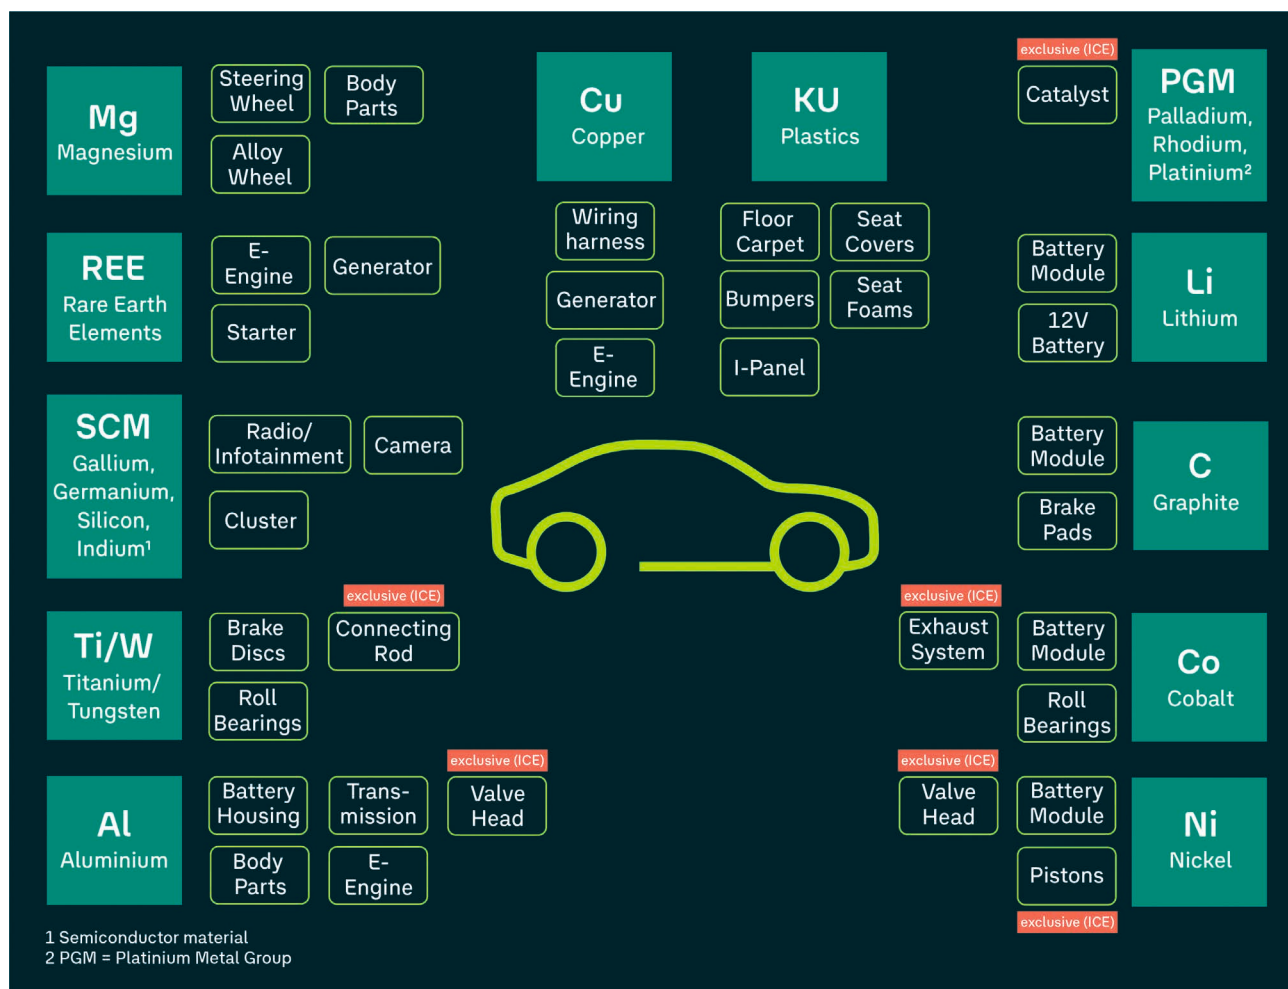 Mg
Magnesium
Steering
Wheel
Body
Parts
Alloy
Wheel
Cu
Copper
KU
Plastics
exclusive (ICE)
Catalyst
PGM
Palladium,
Rhodium,
Platinium²
REE
Rare Earth
Elements
E-
Engine
Generator
Starter
Wiring
harness
Generator
E-
Engine
Floor
Carpet
Seat
Covers
Bumpers
Seat
Foams
I-Panel
Battery
Module
12V
Battery
Li
Lithium
SCM
Gallium,
Germanium,
Silicon,
Indium¹
Radio/
Infotainment
Camera
Cluster
Battery
Module
Brake
Pads
C
Graphite
Ti/W
Titanium/
Tungsten
Brake
Discs
exclusive (ICE)
Connecting
Rod
Roll
Bearings
exclusive (ICE)
Exhaust
System
Battery
Module
Roll
Bearings
Co
Cobalt
Al
Aluminium
Battery
Housing
Trans-
mission
exclusive (ICE)
Valve
Head
Body
Parts
E-
Engine
exclusive (ICE)
Valve
Head
Battery
Module
Pistons
exclusive (ICE)
Ni
Nickel
1 Semiconductor material
2 PGM = Platinium Metal Group